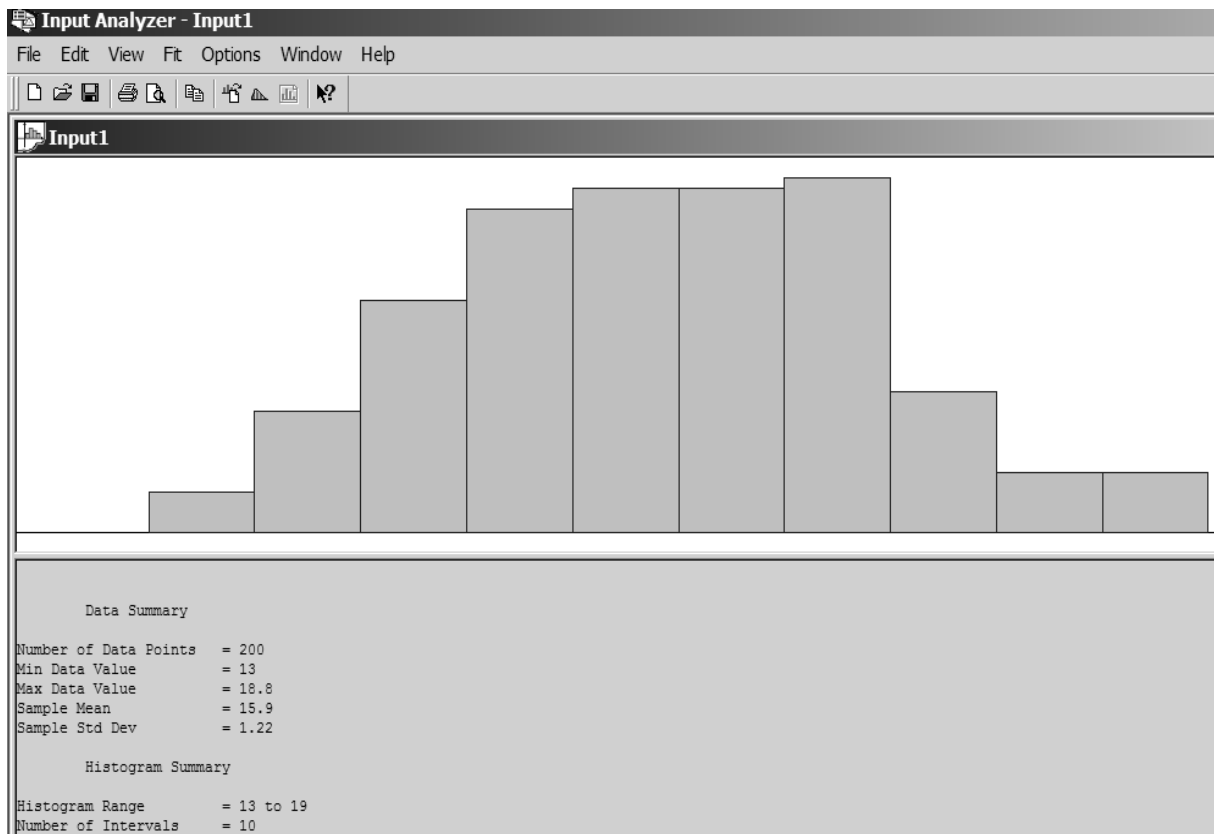 Input Analyzer - Input1
File Edit View Fit Options Window Help
Input1
Data Summary
Number of Data Points = 200
Min Data Value = 13
Max Data Value = 18.8
Sample Mean = 15.9
Sample Std Dev = 1.22
Histogram Summary
Histogram Range = 13 to 19
Number of Intervals = 10